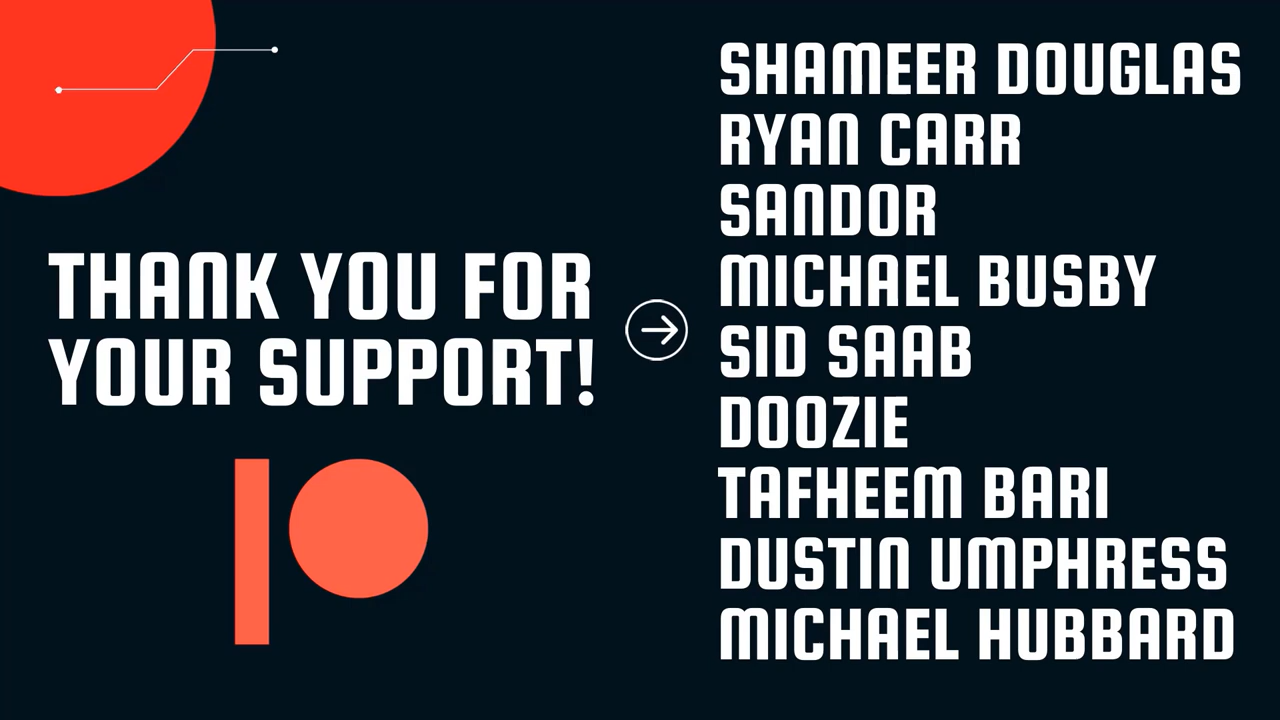 THANK YOU FOR
YOUR SUPPORT!
SHAMEER DOUGLAS
RYAN CARR
SANDOR
MICHAEL BUSBY
SID SAAB
DOOZIE
TAFHEEM BARI
DUSTIN UMPHRESS
MICHAEL HUBBARD